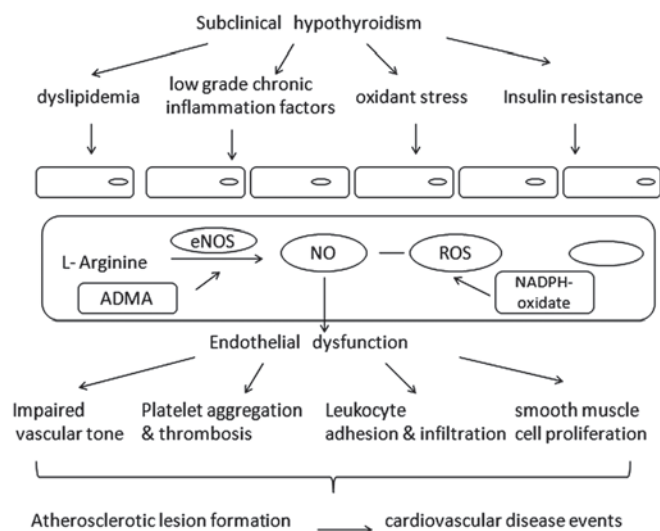 Subclinical hypothyroidism
dyslipidemia
low grade chronic
inflammation factors
oxidant stress
Insulin resistance
eNOS
L- Arginine
NO
ROS
ADMA
NADPH-
oxidate
Endothelial dysfunction
Impaired
vascular tone
Platelet aggregation
& thrombosis
Leukocyte
adhesion & infiltration
smooth muscle
cell proliferation
Atherosclerotic lesion formation
cardiovascular disease events